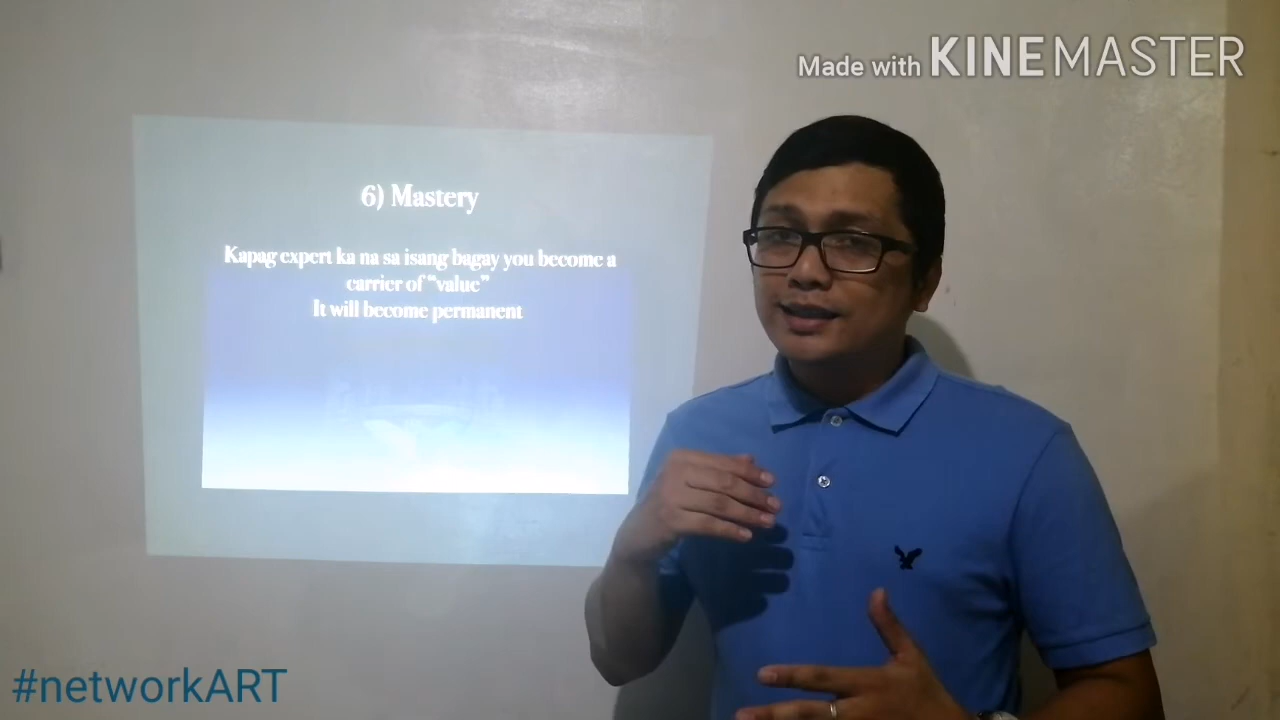 Made with KINEMASTER
6) Mastery
Kapag expert ka na sa isang bagay you become a
carrier of “value”
It will become permanent
#networkART